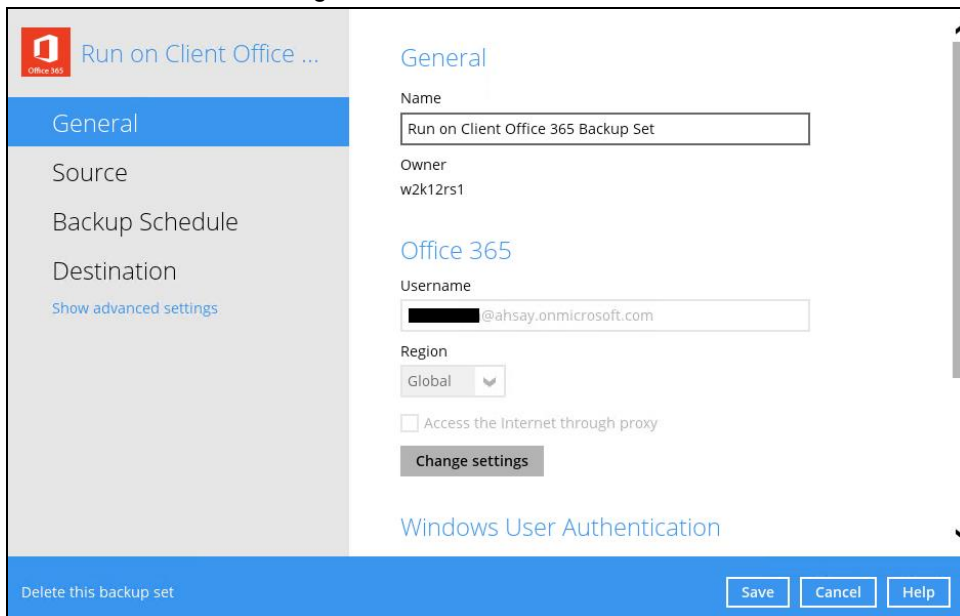 Office 365
Run on Client Office ...
General
Source
Backup Schedule
Destination
Show advanced settings
General
Name
Run on Client Office 365 Backup Set
Owner
w2k12rs1
Office 365
Username
@ahsay.onmicrosoft.com
Region
Global
Access the Internet through proxy
Change settings
Windows User Authentication
Delete this backup set
Save
Cancel
Help